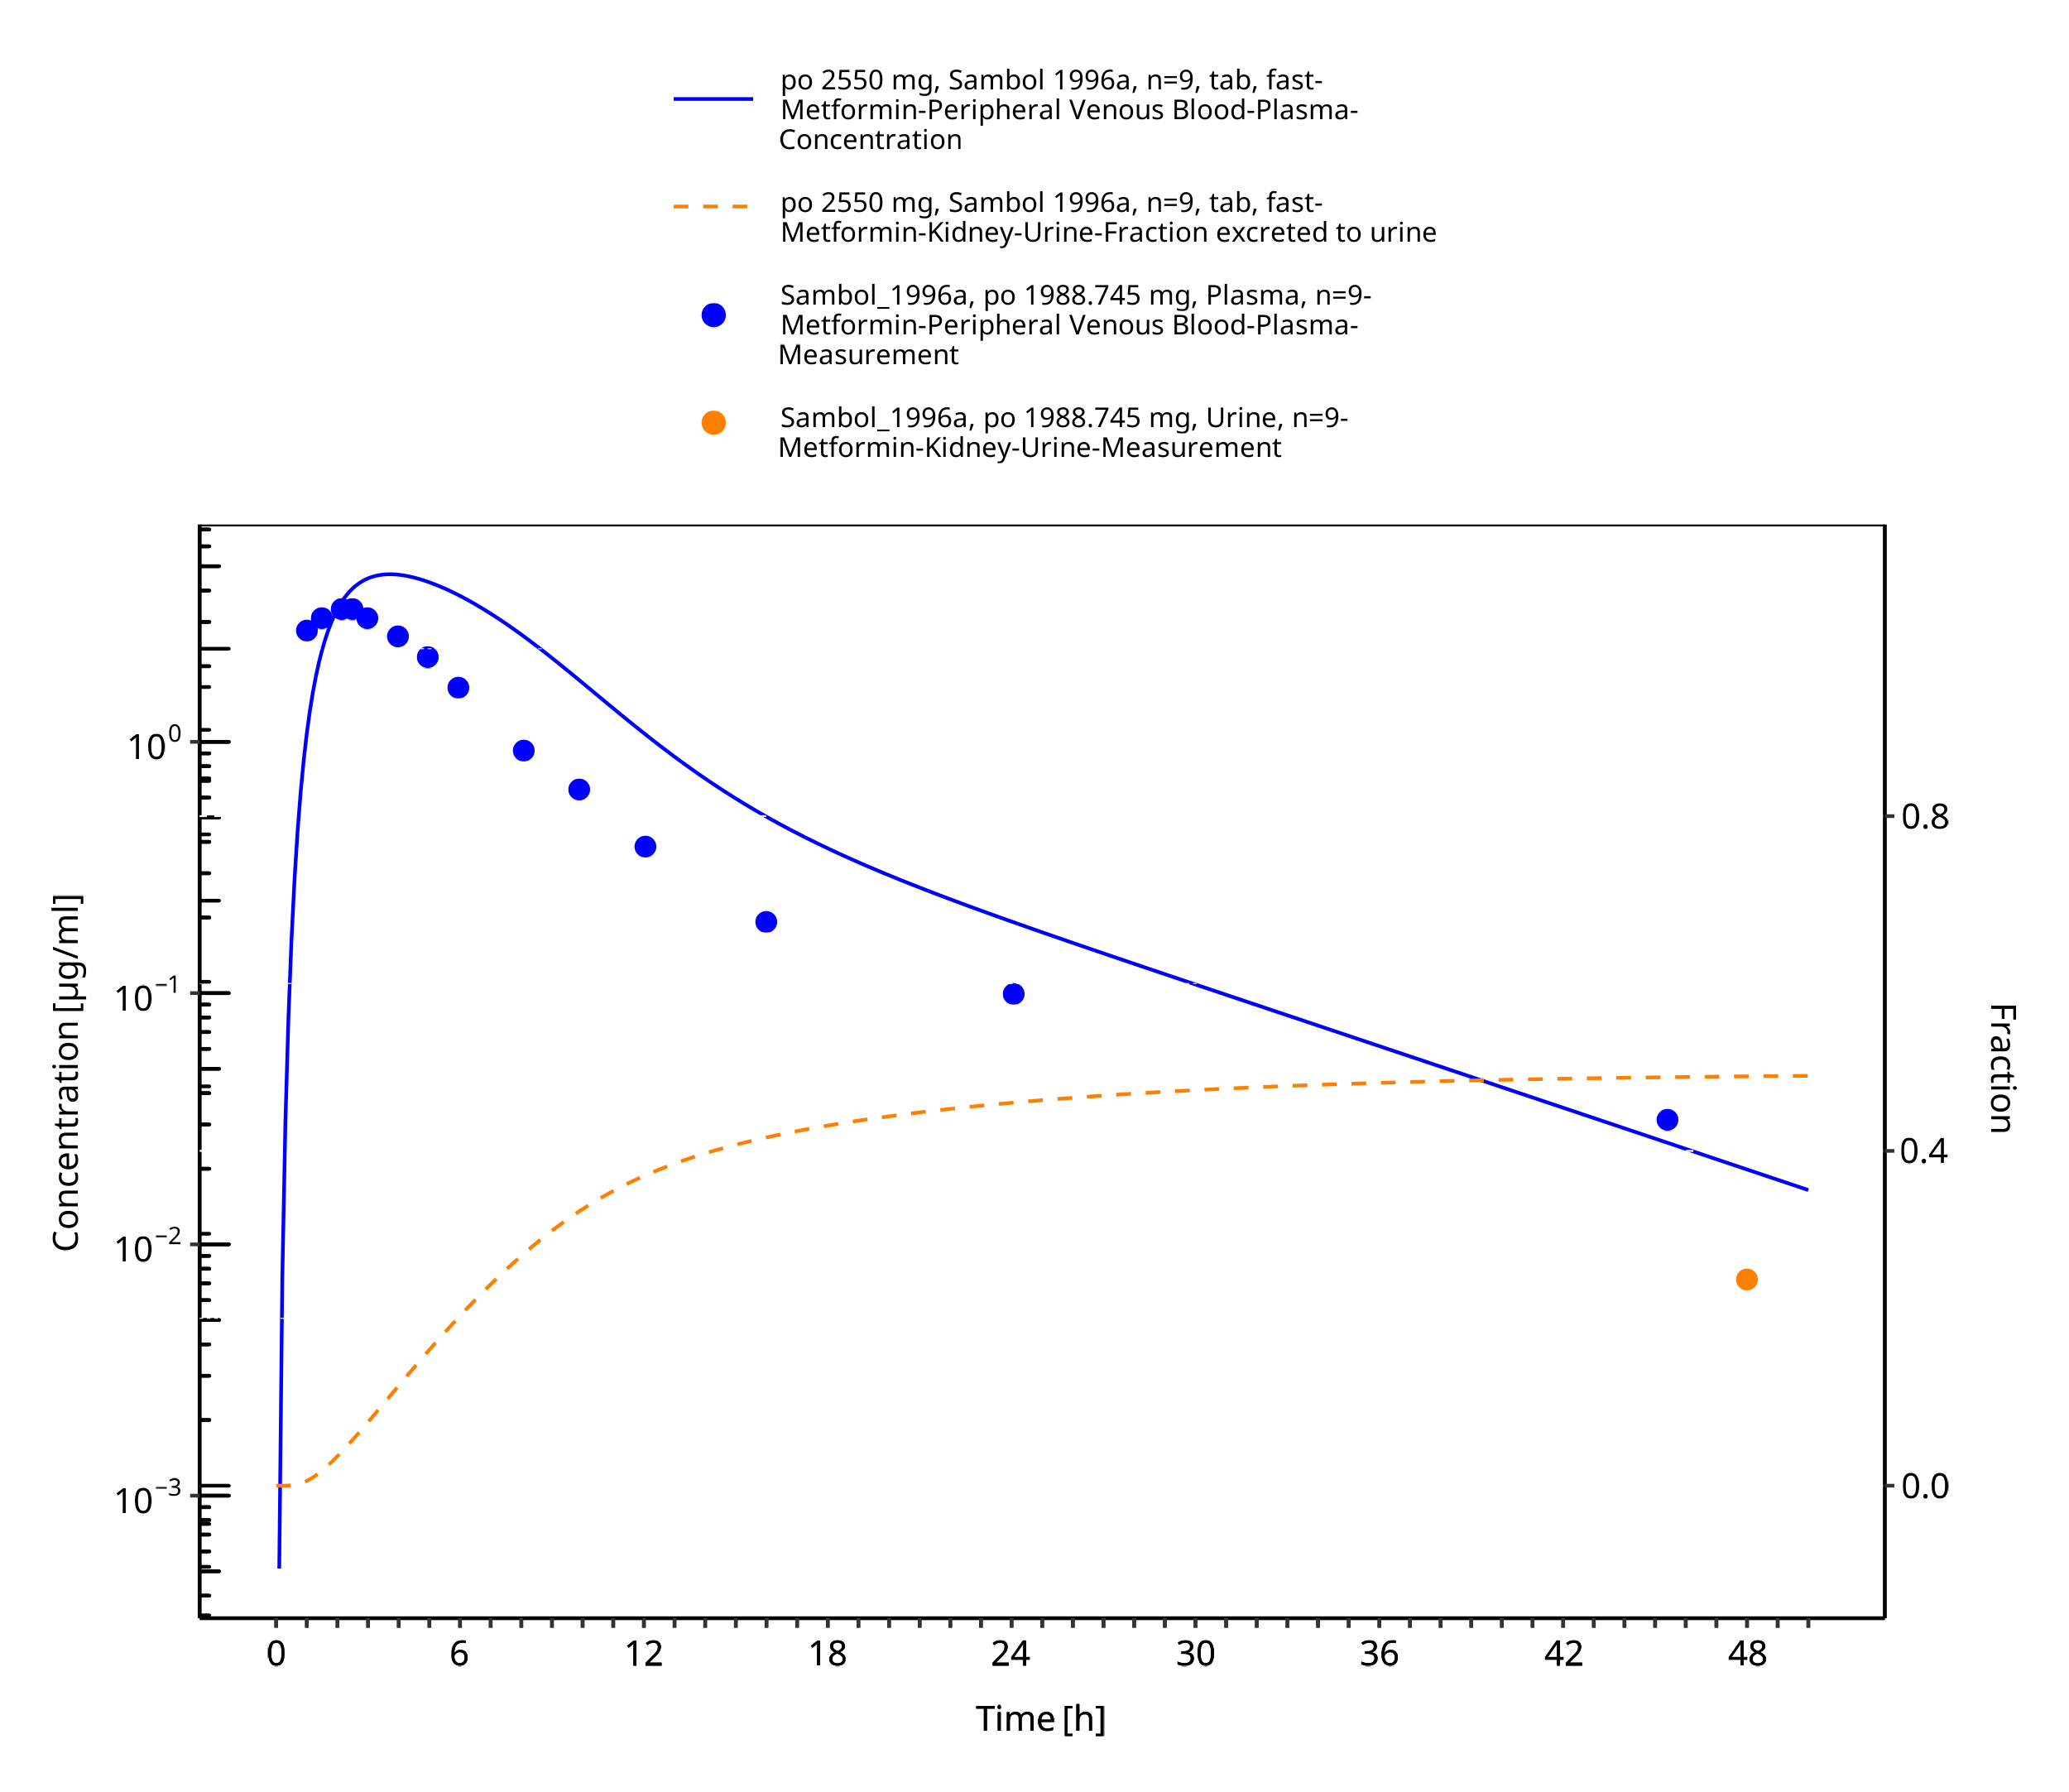 po 2550 mg, Sambol 1996a, n=9, tab, fast-
Metformin-Peripheral Venous Blood-Plasma-
Concentration
po 2550 mg, Sambol 1996a, n=9, tab, fast-
Metformin-Kidney-Urine-Fraction excreted to urine
Sambol_1996a, po 1988.745 mg, Plasma, n=9-
Metformin-Peripheral Venous Blood-Plasma-
Measurement
Sambol_1996a, po 1988.745 mg, Urine, n=9-
Metformin-Kidney-Urine-Measurement
Concentration [µg/ml]
10⁰
10⁻¹
10⁻²
10⁻³
0.8
0.4
0.0
Fraction
0 6 12 18 24 30 36 42 48
Time [h]